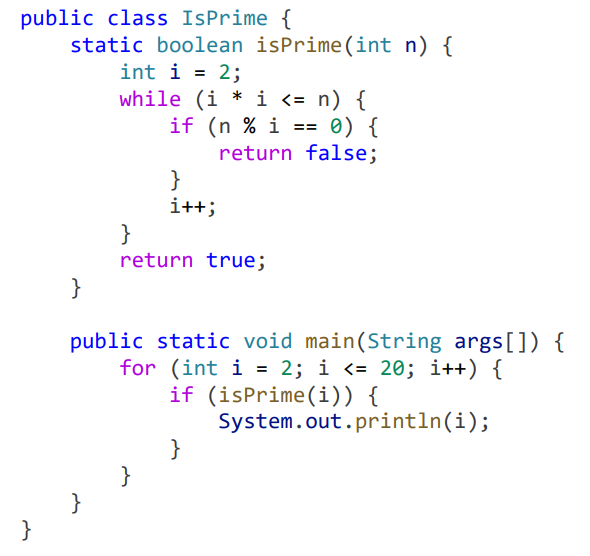 public class IsPrime {
    static boolean isPrime(int n) {
        int i = 2;
        while (i * i <= n) {
            if (n % i == 0) {
                return false;
            }
            i++;
        }
        return true;
    }

    public static void main(String args[]) {
        for (int i = 2; i <= 20; i++) {
            if (isPrime(i)) {
                System.out.println(i);
            }
        }
    }
}